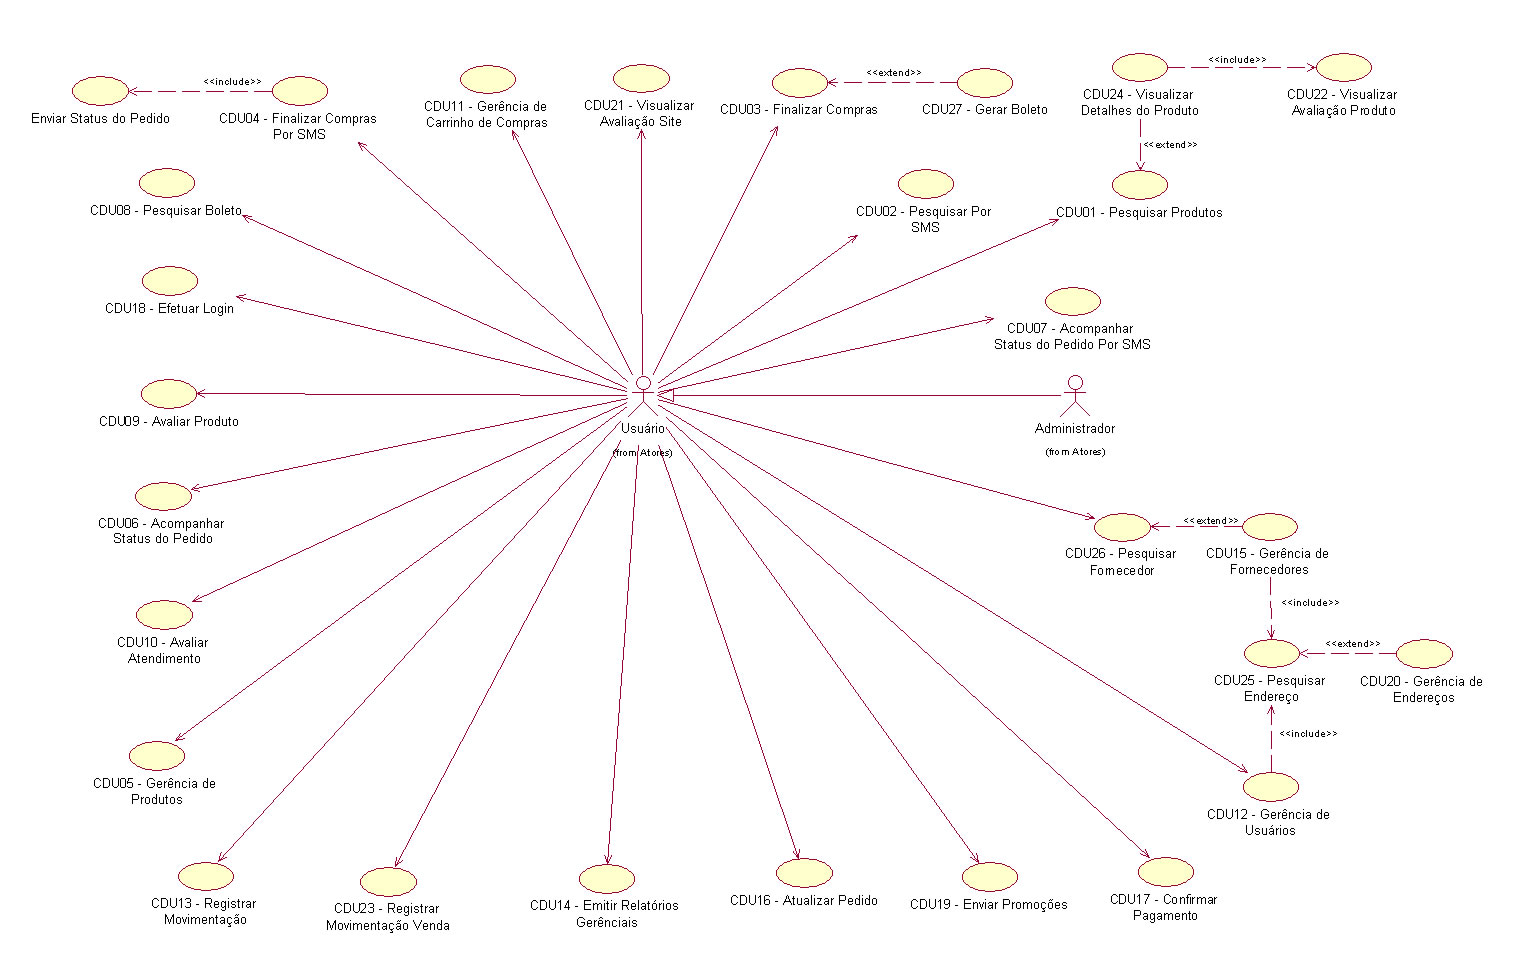 <<include>>
Enviar Status do Pedido
CDU04 - Finalizar Compras
Por SMS
CDU11 - Gerência de
Carrinho de Compras
CDU21 - Visualizar
Avaliação Site
<<extend>>
CDU03 - Finalizar Compras
CDU27 - Gerar Boleto
<<include>>
CDU24 - Visualizar
Detalhes do Produto
CDU22 - Visualizar
Avaliação Produto
<<extend>>
CDU08 - Pesquisar Boleto
CDU02 - Pesquisar Por
SMS
CDU01 - Pesquisar Produtos
CDU18 - Efetuar Login
CDU07 - Acompanhar
Status do Pedido Por SMS
CDU09 - Avaliar Produto
Usuário
(from Atores)
Administrador
(from Atores)
CDU06 - Acompanhar
Status do Pedido
<<extend>>
CDU26 - Pesquisar
Fornecedor
CDU15 - Gerência de
Fornecedores
<<include>>
CDU10 - Avaliar
Atendimento
<<extend>>
CDU25 - Pesquisar
Endereço
CDU20 - Gerência de
Endereços
<<include>>
CDU05 - Gerência de
Produtos
CDU12 - Gerência de
Usuários
CDU13 - Registrar
Movimentação
CDU23 - Registrar
Movimentação Venda
CDU14 - Emitir Relatórios
Gerênciais
CDU16 - Atualizar Pedido
CDU19 - Enviar Promoções
CDU17 - Confirmar
Pagamento